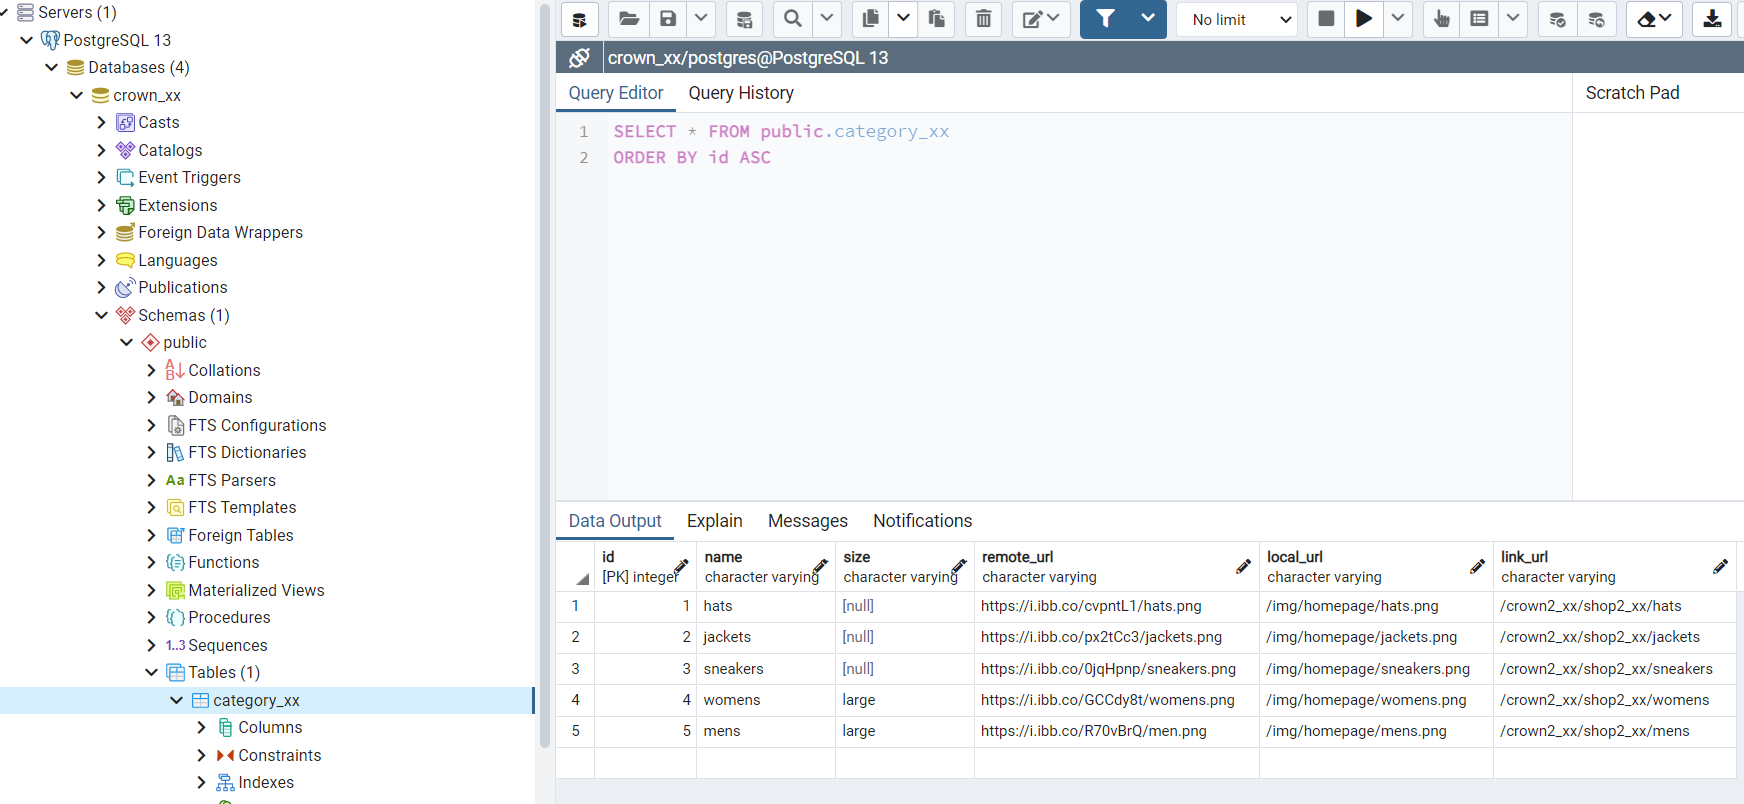 Servers (1)
PostgreSQL 13
Databases (4)
crown_xx
Casts
Catalogs
Event Triggers
Extensions
Foreign Data Wrappers
Languages
Publications
Schemas (1)
public
Collations
Domains
FTS Configurations
FTS Dictionaries
Aa FTS Parsers
FTS Templates
Foreign Tables
Functions
Materialized Views
Procedures
1..3 Sequences
Tables (1)
category_xx
Columns
Constraints
Indexes
No limit
crown_xx/postgres@PostgreSQL 13
Query Editor Query History Scratch Pad
1 SELECT * FROM public.category_xx
2 ORDER BY id ASC
Data Output Explain Messages Notifications
id name size remote_url local_url link_url
[PK] integer character varying character varying character varying character varying character varying
1 1 hats [null] https://i.ibb.co/cvpntL1/hats.png /img/homepage/hats.png /crown2_xx/shop2_xx/hats
2 2 jackets [null] https://i.ibb.co/px2tCc3/jackets.png /img/homepage/jackets.png /crown2_xx/shop2_xx/jackets
3 3 sneakers [null] https://i.ibb.co/0jqHpnp/sneakers.png /img/homepage/sneakers.png /crown2_xx/shop2_xx/sneakers
4 4 womens large https://i.ibb.co/GCCdy8t/womens.png /img/homepage/womens.png /crown2_xx/shop2_xx/womens
5 5 mens large https://i.ibb.co/R70vBrQ/men.png /img/homepage/mens.png /crown2_xx/shop2_xx/mens